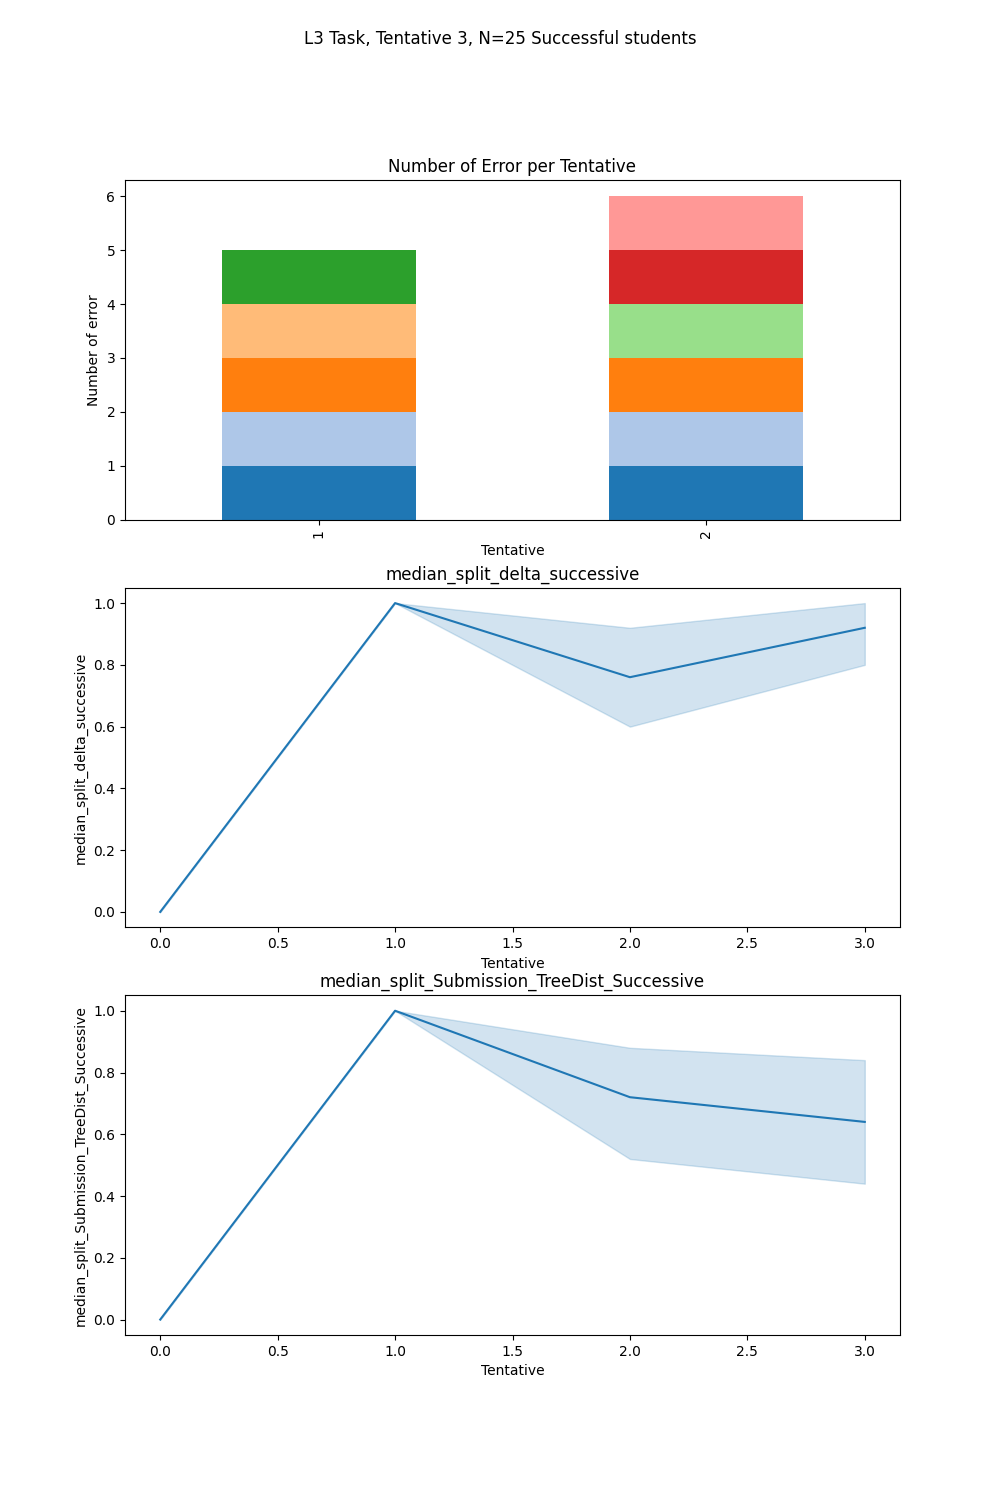 L3 Task, Tentative 3, N=25 Successful students
Number of Error per Tentative
Number of error
6
5
4
3
2
1
0
1
2
Tentative
median_split_delta_successive
median_split_delta_successive
1.0
0.8
0.6
0.4
0.2
0.0
0.0 0.5 1.0 1.5 2.0 2.5 3.0
Tentative
median_split_Submission_TreeDist_Successive
median_split_Submission_TreeDist_Successive
1.0
0.8
0.6
0.4
0.2
0.0
0.0 0.5 1.0 1.5 2.0 2.5 3.0
Tentative